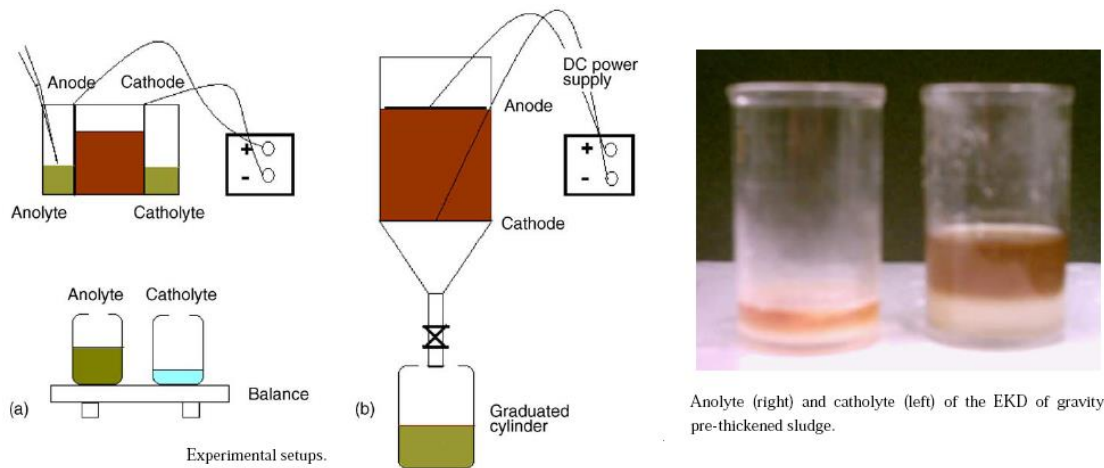 Anode
Cathode
+
-
Anolyte
Catholyte
Anolyte
Catholyte
Balance
(a)
DC power
supply
Anode
+
-
Cathode
(b)
Graduated
cylinder
Experimental setups.
Anolyte (right) and catholyte (left) of the EKD of gravity
pre-thickened sludge.